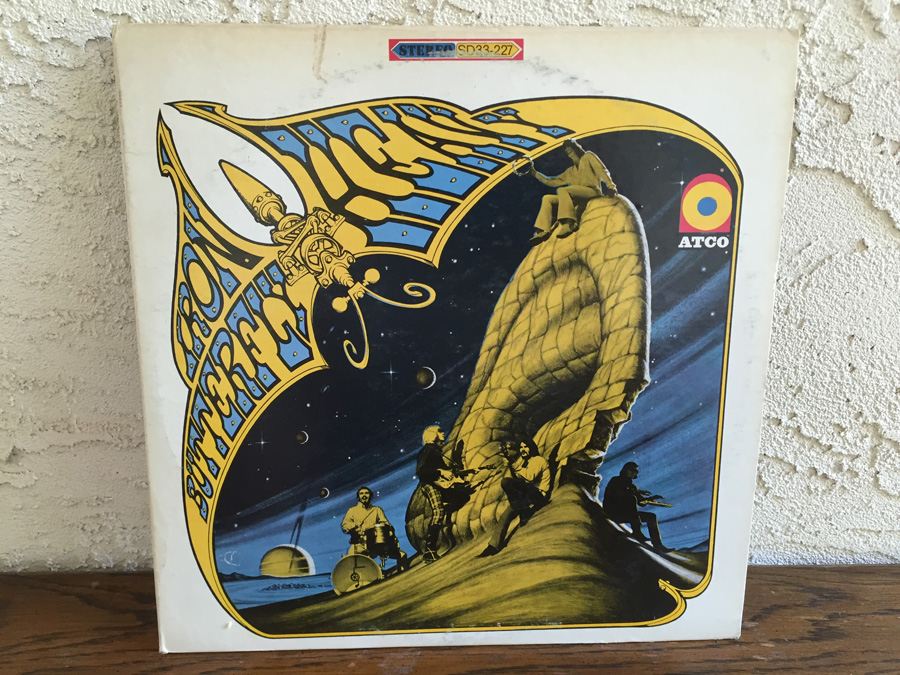 STEREO SD33-227
HEAVY
IRON
BUTTERFLY
ATCO